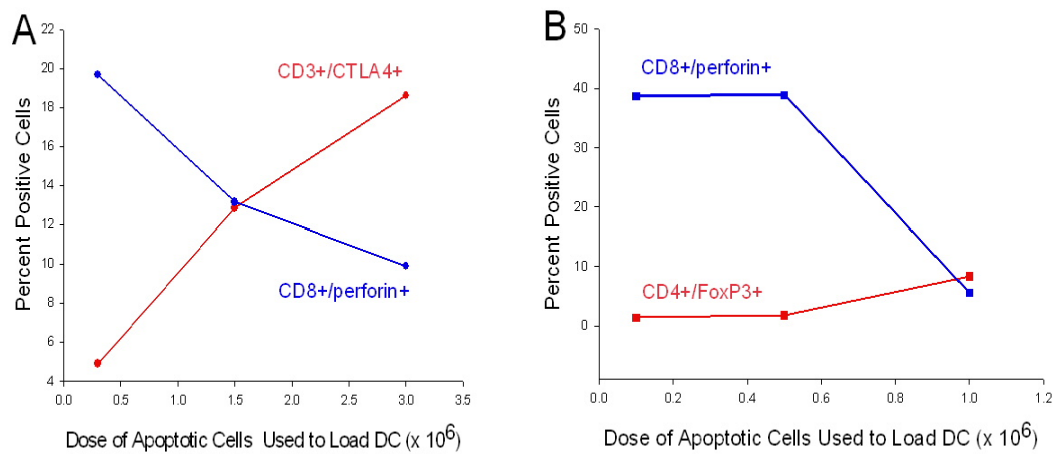 A
22
20
18
16
14
12
10
8
6
4
Percent Positive Cells
CD3+/CTLA4+
CD8+/perforin+
0.0 0.5 1.0 1.5 2.0 2.5 3.0 3.5
Dose of Apoptotic Cells Used to Load DC (x 10⁶)
B
50
40
30
20
10
0
Percent Positive Cells
CD8+/perforin+
CD4+/FoxP3+
0.0 0.2 0.4 0.6 0.8 1.0 1.2
Dose of Apoptotic Cells Used to Load DC (x 10⁶)